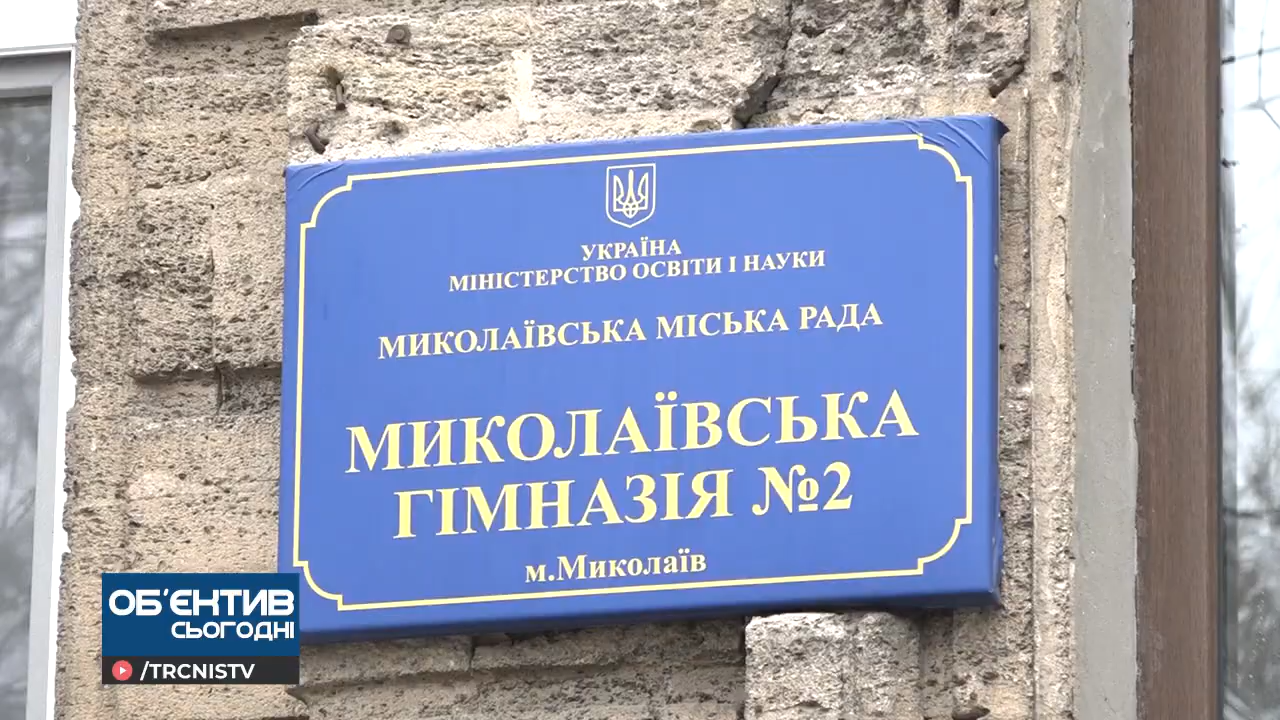 УКРАЇНА
МІНІСТЕРСТВО ОСВІТИ І НАУКИ
МИКОЛАЇВСЬКА МІСЬКА РАДА
МИКОЛАЇВСЬКА
ГІМНАЗІЯ №2
м.Миколаїв
ОБ'ЄКТИВ
СЬОГОДНІ
/TRCNISTV